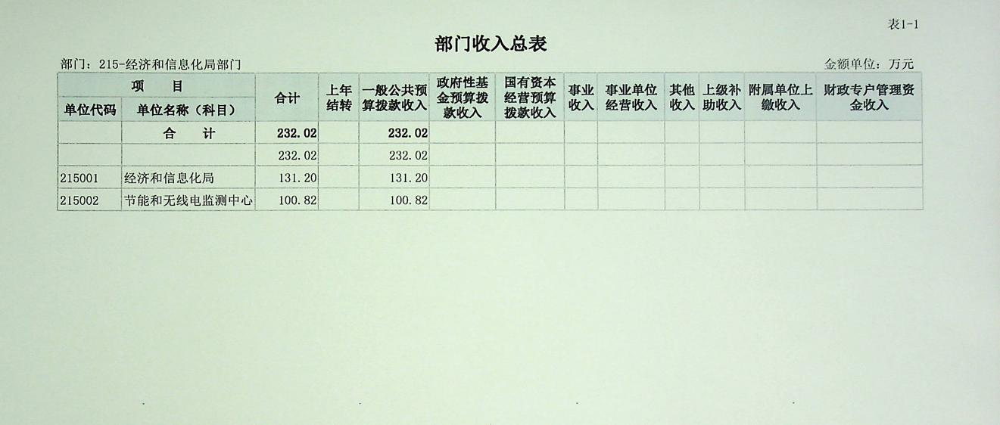 表1-1
部门收入总表
部门：215-经济和信息化局部门 金额单位：万元
项 目 合计 上年结转 一般公共预算拨款收入 政府性基金预算拨款收入 国有资本经营预算拨款收入 事业收入 事业单位经营收入 其他收入 上级补助收入 附属单位上缴收入 财政专户管理资金收入
单位代码 单位名称（科目）
合 计 232.02 232.02
232.02 232.02
215001 经济和信息化局 131.20 131.20
215002 节能和无线电监测中心 100.82 100.82